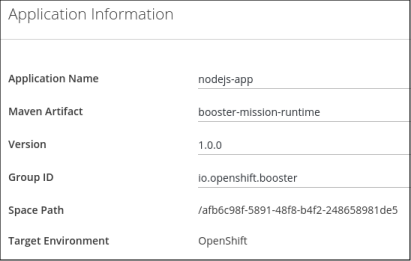 Application Information
Application Name nodejs-app
Maven Artifact booster-mission-runtime
Version 1.0.0
Group ID io.openshift.booster
Space Path /afb6c98f-5891-48f8-b4f2-248658981de5
Target Environment OpenShift